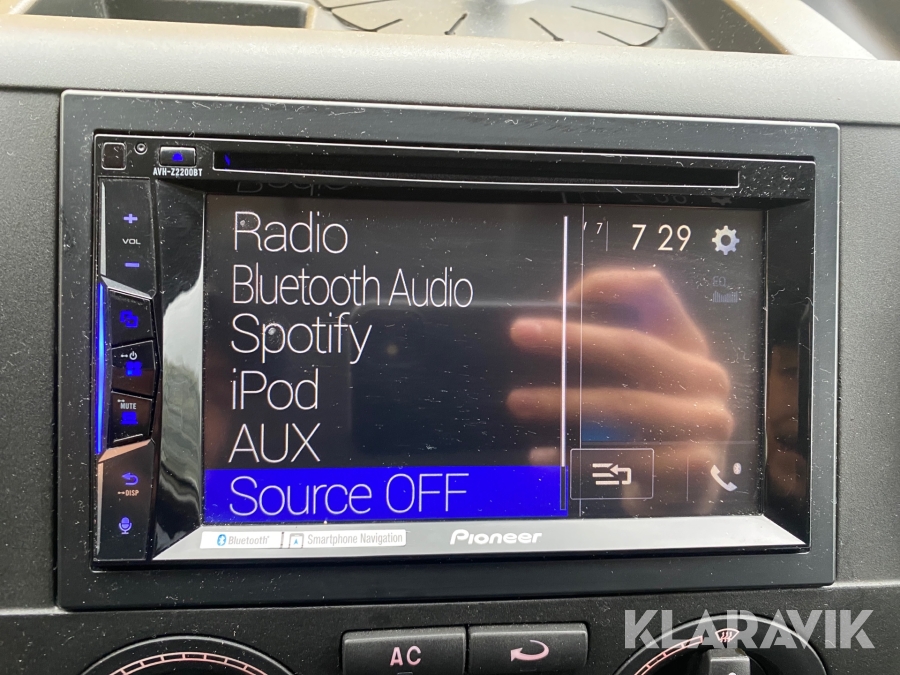 AVH-Z2200BT
VOL
Radio
Bluetooth Audio
Spotify
iPod
AUX
Source OFF
7 29
MUTE
DISP
Bluetooth
Smartphone Navigation
Pioneer
AC
KLARAVIK